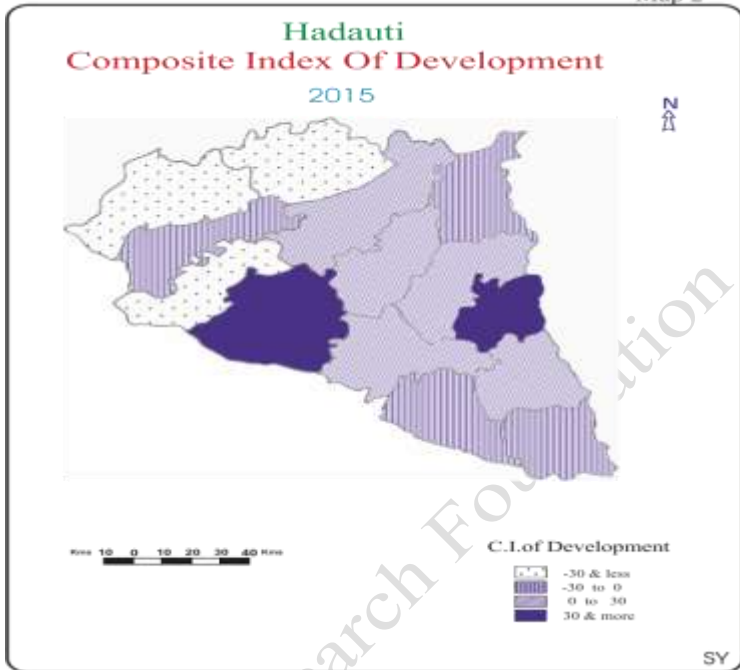 Hadauti
Composite Index Of Development
2015
N
Kms 10 0 10 20 30 40 Kms
C.I.of Development
-30 & less
-30 to 0
0 to 30
30 & more
SY